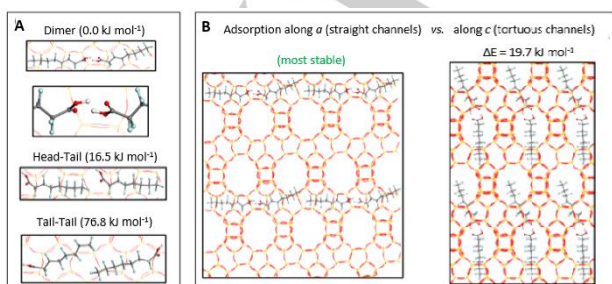 A
Dimer (0.0 kJ mol⁻¹)
Head-Tail (16.5 kJ mol⁻¹)
Tail-Tail (76.8 kJ mol⁻¹)
B
Adsorption along a (straight channels) vs. along c (tortuous channels)
(most stable)
ΔE = 19.7 kJ mol⁻¹